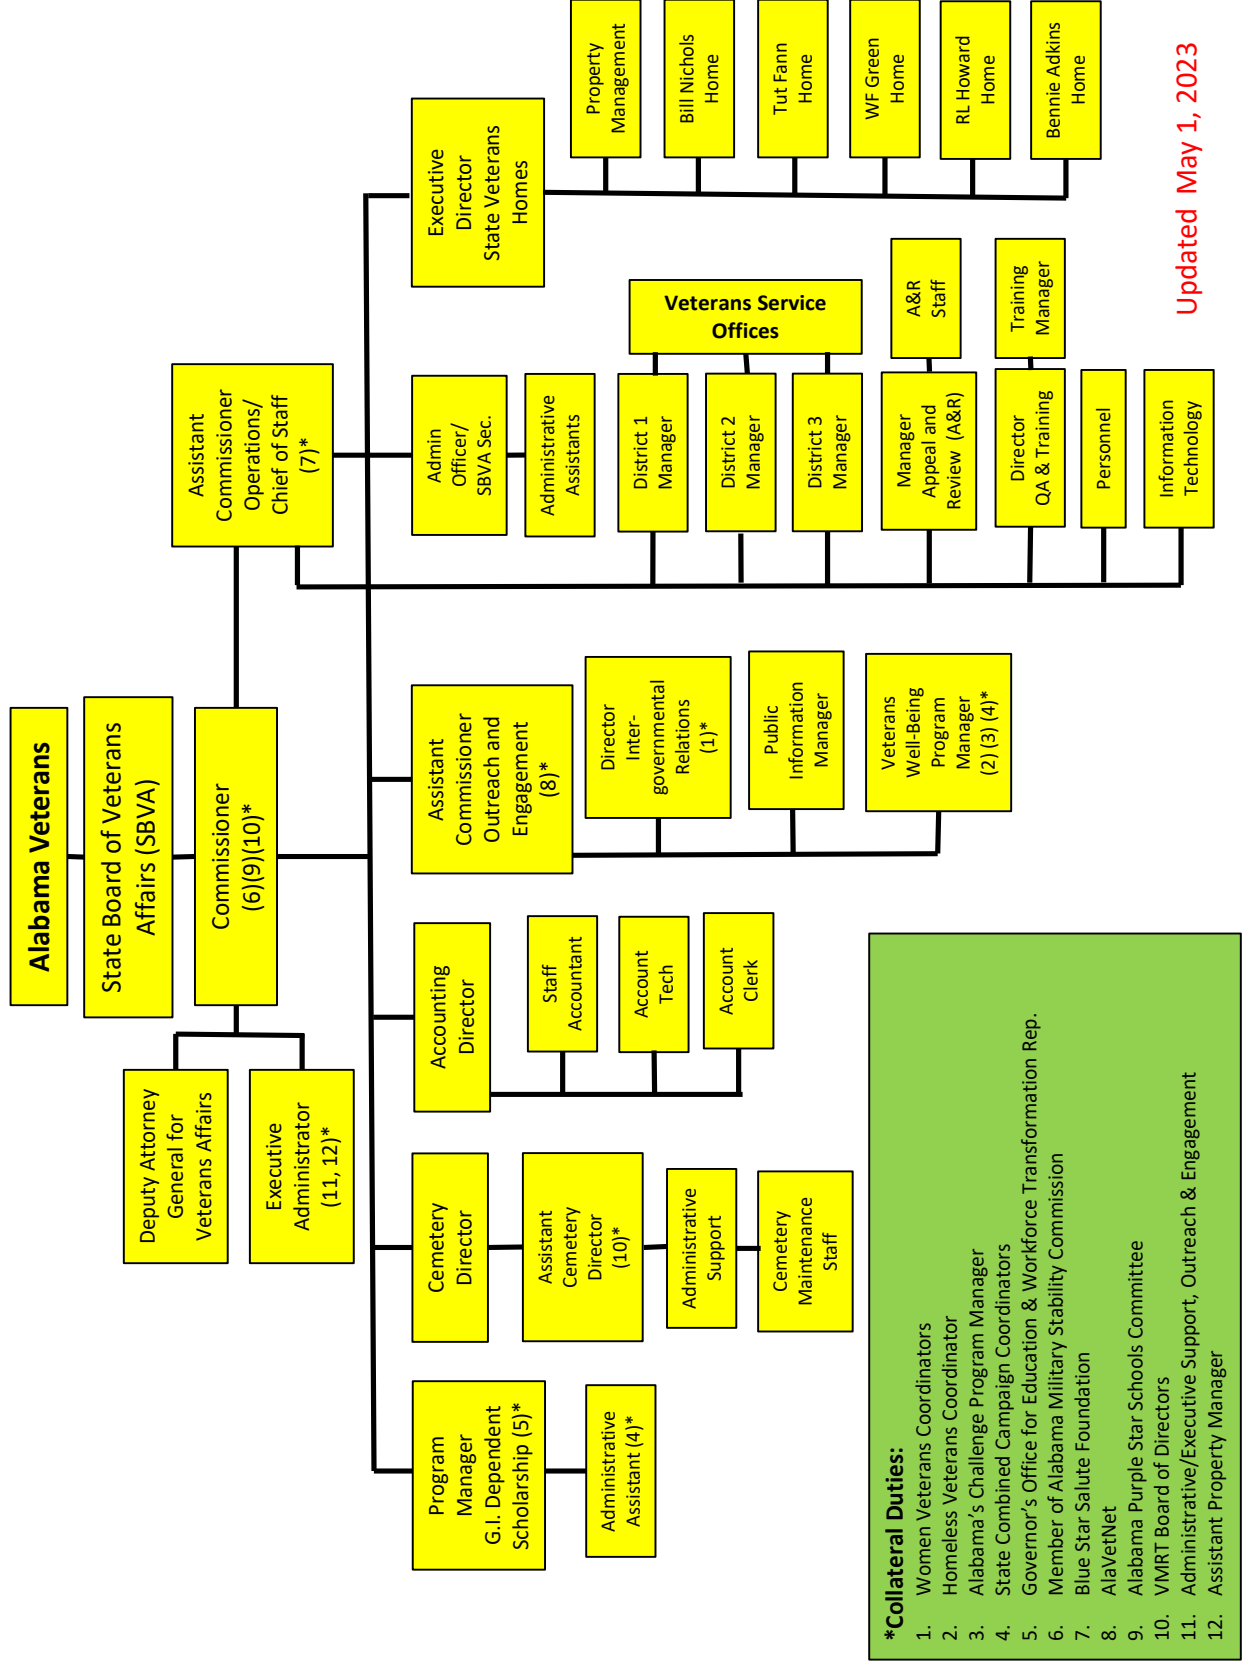 Alabama Veterans
State Board of Veterans
Affairs (SBVA)
Commissioner
(6)(9)(10)*
Deputy Attorney
General for
Veterans Affairs
Executive
Administrator
(11, 12)*
Assistant
Commissioner
Operations/
Chief of Staff
(7)*
Program
Manager
G.I. Dependent
Scholarship (5)*
Administrative
Assistant (4)*
Cemetery
Director
Assistant
Cemetery
Director
(10)*
Administrative
Support
Cemetery
Maintenance
Staff
Accounting
Director
Staff
Accountant
Account
Tech
Account
Clerk
Assistant
Commissioner
Outreach and
Engagement
(8)*
Director
Inter-
governmental
Relations
(1)*
Public
Information
Manager
Veterans
Well-Being
Program
Manager
(2) (3) (4)*
Admin
Officer/
SBVA Sec.
Administrative
Assistants
District 1
Manager
District 2
Manager
District 3
Manager
Veterans Service
Offices
Manager
Appeal and
Review (A&R)
A&R
Staff
Director
QA & Training
Training
Manager
Personnel
Information
Technology
Executive
Director
State Veterans
Homes
Property
Management
Bill Nichols
Home
Tut Fann
Home
WF Green
Home
RL Howard
Home
Bennie Adkins
Home
*Collateral Duties:
1. Women Veterans Coordinators
2. Homeless Veterans Coordinator
3. Alabama's Challenge Program Manager
4. State Combined Campaign Coordinators
5. Governor's Office for Education & Workforce Transformation Rep.
6. Member of Alabama Military Stability Commission
7. Blue Star Salute Foundation
8. AlaVetNet
9. Alabama Purple Star Schools Committee
10. VMRT Board of Directors
11. Administrative/Executive Support, Outreach & Engagement
12. Assistant Property Manager
Updated May 1, 2023